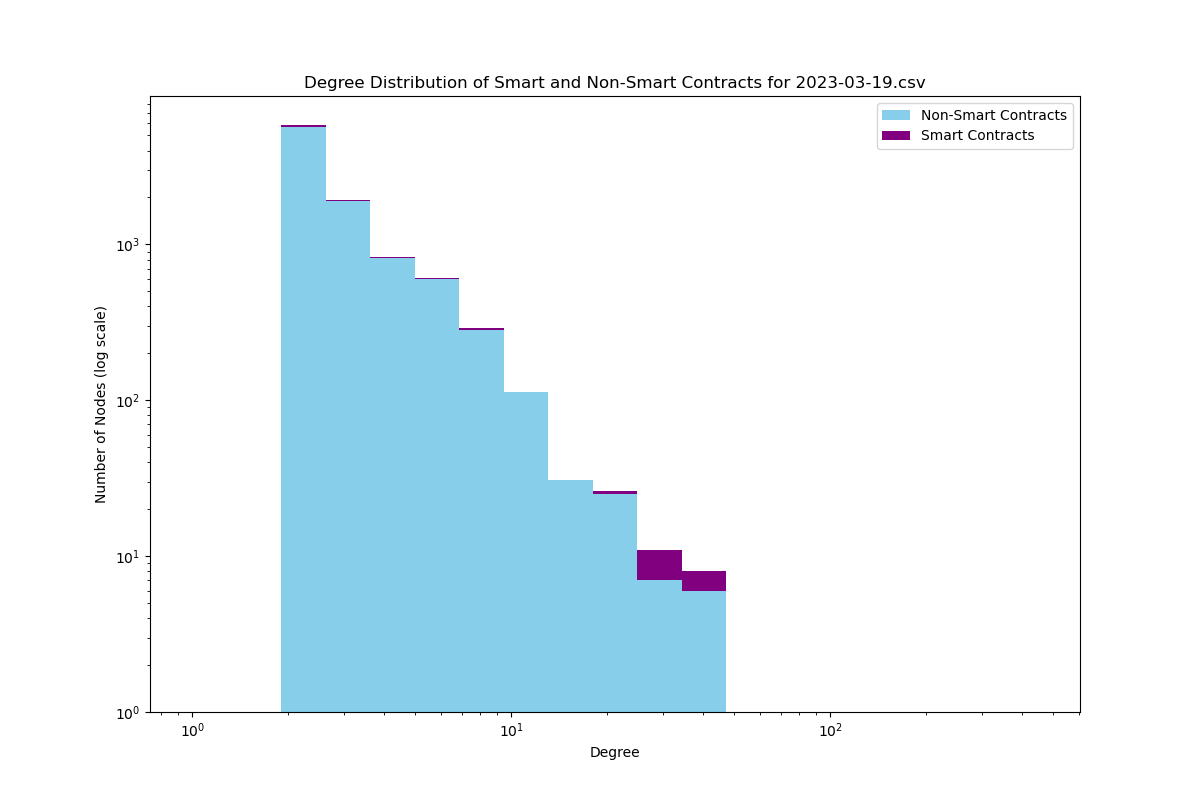 Degree Distribution of Smart and Non-Smart Contracts for 2023-03-19.csv
Non-Smart Contracts
Smart Contracts
Number of Nodes (log scale)
10³
10²
10¹
10⁰
10⁰ 10¹ 10²
Degree